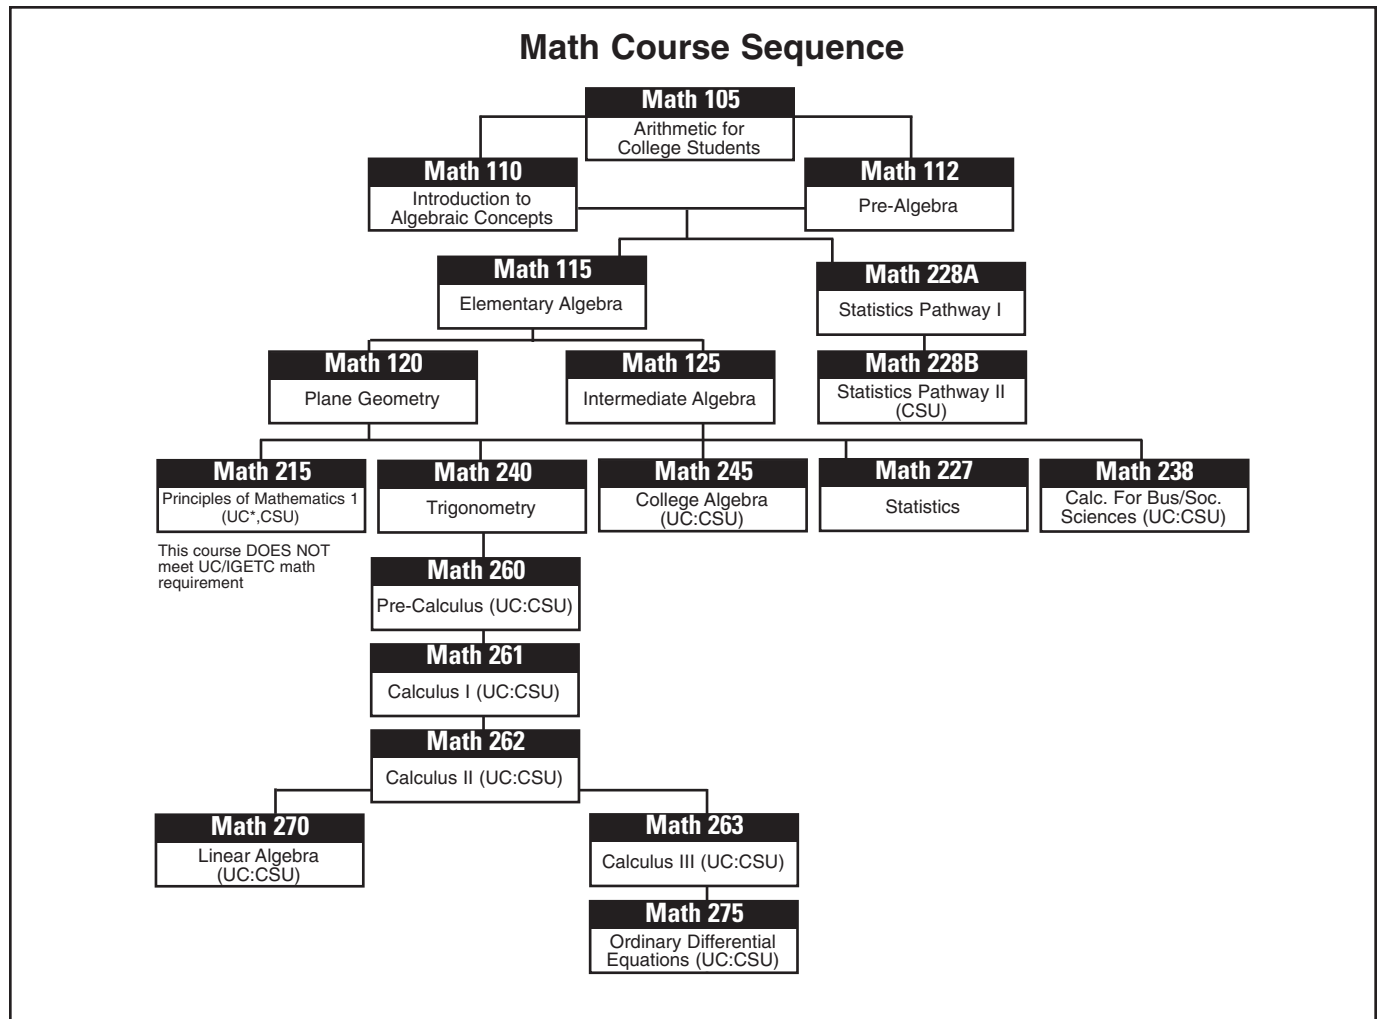 Math Course Sequence
Math 105
Arithmetic for
College Students
Math 110
Introduction to
Algebraic Concepts
Math 112
Pre-Algebra
Math 115
Elementary Algebra
Math 228A
Statistics Pathway I
Math 120
Plane Geometry
Math 125
Intermediate Algebra
Math 228B
Statistics Pathway II
(CSU)
Math 215
Principles of Mathematics 1
(UC*,CSU)
This course DOES NOT
meet UC/IGETC math
requirement
Math 240
Trigonometry
Math 245
College Algebra
(UC:CSU)
Math 227
Statistics
Math 238
Calc. For Bus/Soc.
Sciences (UC:CSU)
Math 260
Pre-Calculus (UC:CSU)
Math 261
Calculus I (UC:CSU)
Math 262
Calculus II (UC:CSU)
Math 270
Linear Algebra
(UC:CSU)
Math 263
Calculus III (UC:CSU)
Math 275
Ordinary Differential
Equations (UC:CSU)